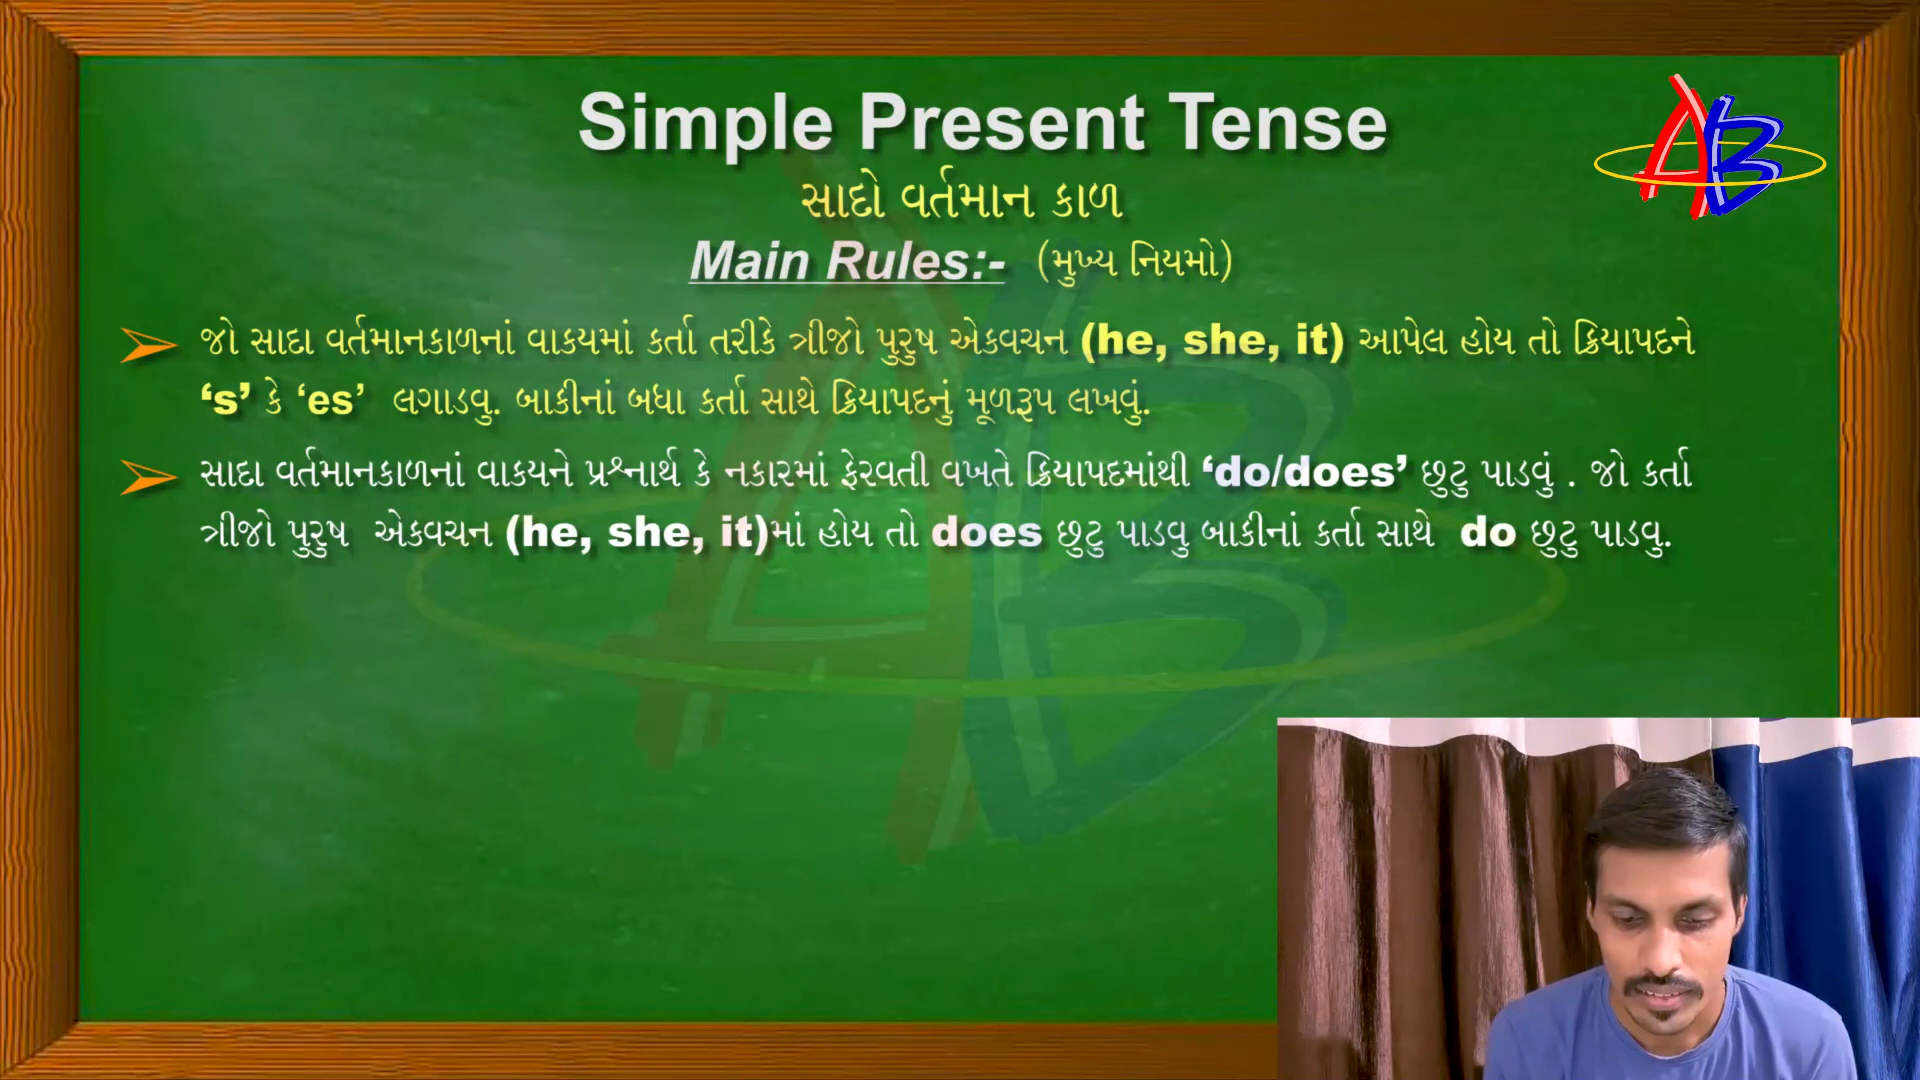 Simple Present Tense
AB
સાદો વર્તમાન કાળ
Main Rules:- (મુખ્ય નિયમો)
જો સાદા વર્તમાનકાળનાં વાકયમાં કર્તા તરીકે ત્રીજો પુરુષ એકવચન (he, she, it) આપેલ હોય તો ક્રિયાપદને
‘s’ કે ‘es’ લગાડવુ. બાકીનાં બધા કર્તા સાથે ક્રિયાપદનું મૂળરૂપ લખવું.
સાદા વર્તમાનકાળનાં વાકયને પ્રશ્નાર્થ કે નકારમાં ફેરવતી વખતે ક્રિયાપદમાંથી ‘do/does’ છુટુ પાડવું . જો કર્તા
ત્રીજો પુરુષ એકવચન (he, she, it)માં હોય તો does છુટુ પાડવુ બાકીનાં કર્તા સાથે do છુટુ પાડવુ.